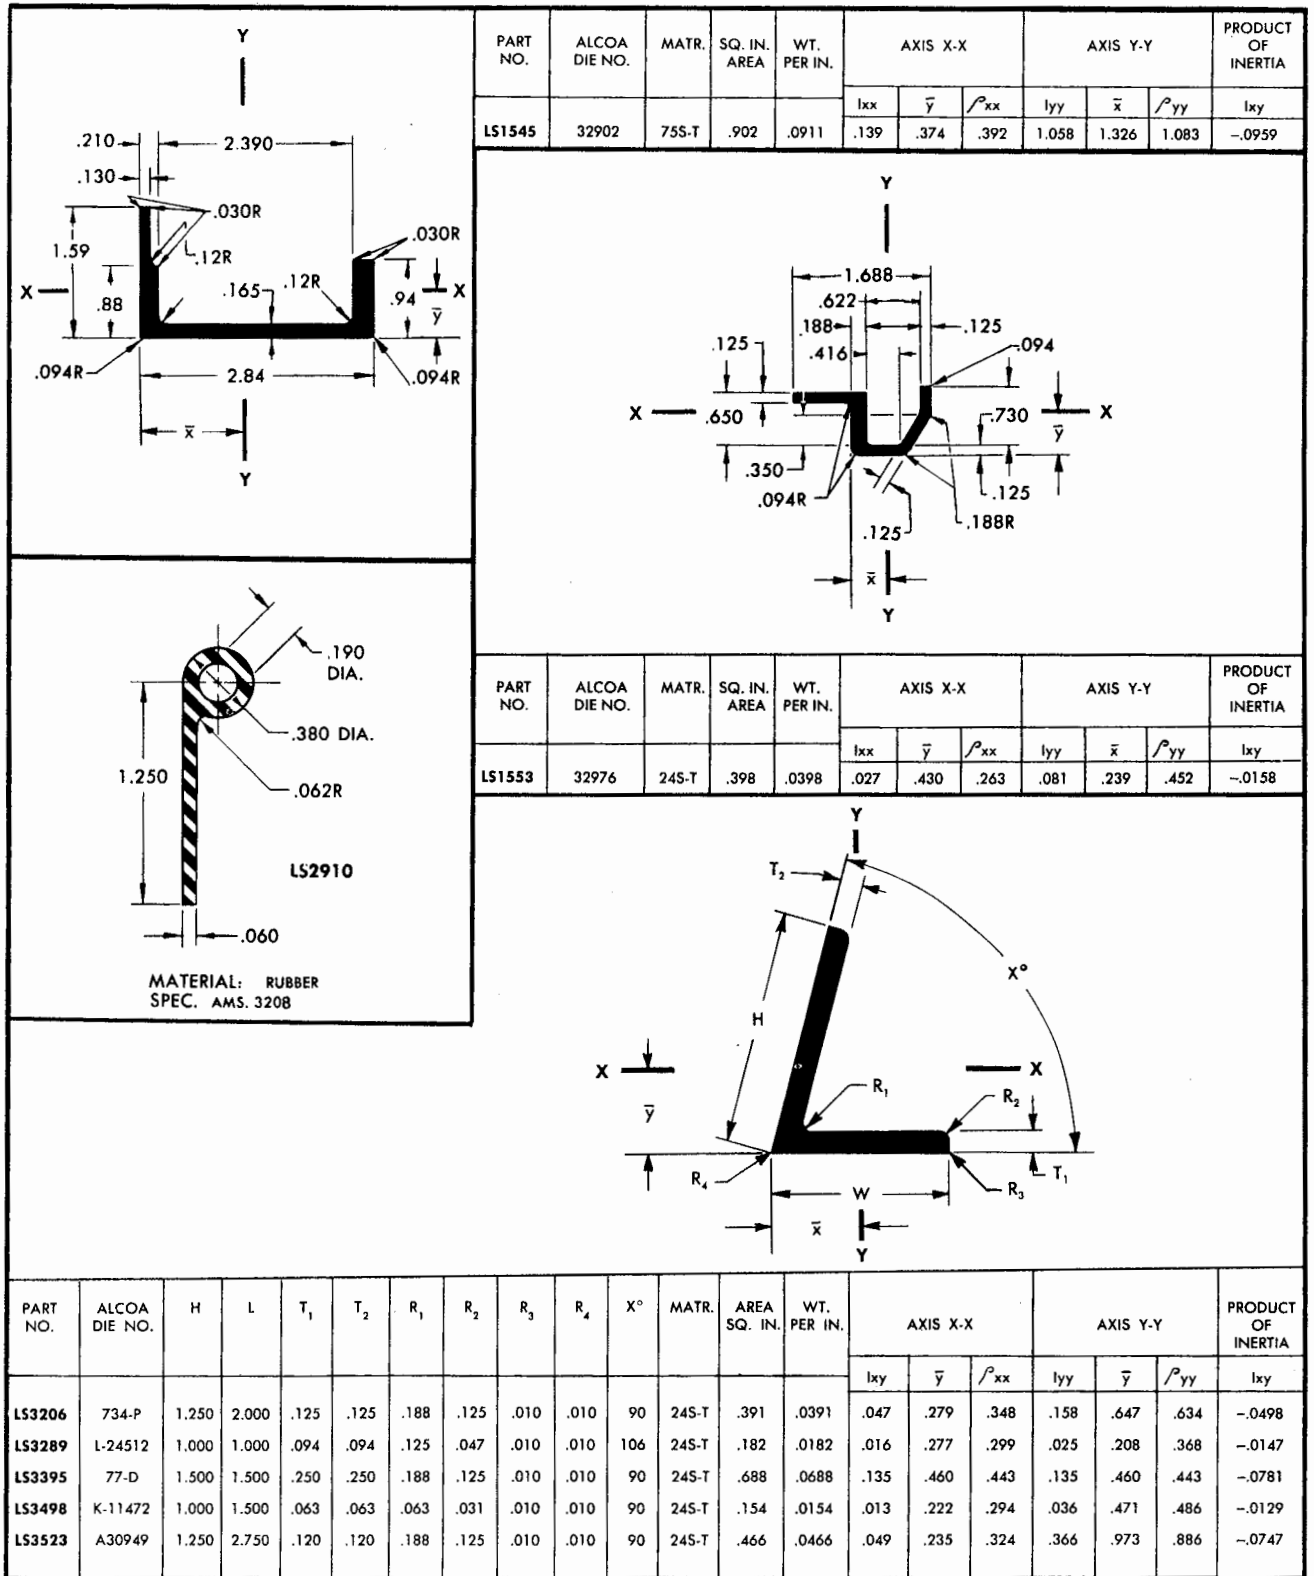 Y
.210
2.390
.130
.030R
1.59
.12R
.030R
X
.88
.165
.12R
.94
X
ȳ
.094R
2.84
.094R
x̄
Y
PART NO. ALCOA DIE NO. MATR. SQ. IN. AREA WT. PER IN. AXIS X-X AXIS Y-Y PRODUCT OF INERTIA
Ixx ȳ ρxx Iyy x̄ ρyy Ixy
LS1545 32902 75S-T .902 .0911 .139 .374 .392 1.058 1.326 1.083 -.0959
Y
1.688
.622
.188
.125
.125
.416
.094
X
.650
.730
ȳ
X
.350
.094R
.125
.188R
.125
x̄
Y
.190
DIA.
.380 DIA.
1.250
.062R
LS2910
.060
MATERIAL: RUBBER
SPEC. AMS. 3208
PART NO. ALCOA DIE NO. MATR. SQ. IN. AREA WT. PER IN. AXIS X-X AXIS Y-Y PRODUCT OF INERTIA
Ixx ȳ ρxx Iyy x̄ ρyy Ixy
LS1553 32976 24S-T .398 .0398 .027 .430 .263 .081 .239 .452 -.0158
Y
T₂
X°
H
X
X
ȳ
R₁
R₂
R₄
W
R₃
T₁
x̄
Y
PART NO. ALCOA DIE NO. H L T₁ T₂ R₁ R₂ R₃ R₄ X° MATR. AREA SQ. IN. WT. PER IN. AXIS X-X AXIS Y-Y PRODUCT OF INERTIA
Ixy ȳ ρxx Iyy ȳ ρyy Ixy
LS3206 734-P 1.250 2.000 .125 .125 .188 .125 .010 .010 90 24S-T .391 .0391 .047 .279 .348 .158 .647 .634 -.0498
LS3289 L-24512 1.000 1.000 .094 .094 .125 .047 .010 .010 106 24S-T .182 .0182 .016 .277 .299 .025 .208 .368 -.0147
LS3395 77-D 1.500 1.500 .250 .250 .188 .125 .010 .010 90 24S-T .688 .0688 .135 .460 .443 .135 .460 .443 -.0781
LS3498 K-11472 1.000 1.500 .063 .063 .063 .031 .010 .010 90 24S-T .154 .0154 .013 .222 .294 .036 .471 .486 -.0129
LS3523 A30949 1.250 2.750 .120 .120 .188 .125 .010 .010 90 24S-T .466 .0466 .049 .235 .324 .366 .973 .886 -.0747